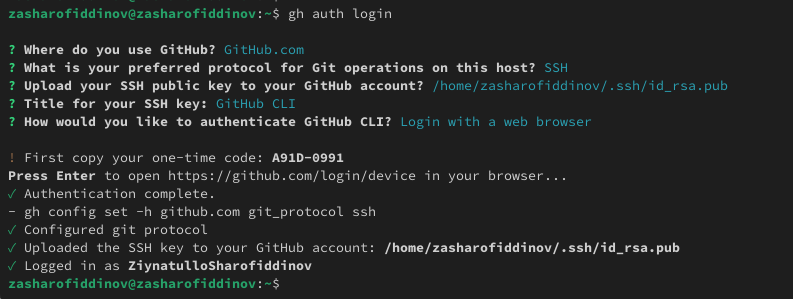 zasharofiddinov@zasharofiddinov:~$ gh auth login
? Where do you use GitHub? GitHub.com
? What is your preferred protocol for Git operations on this host? SSH
? Upload your SSH public key to your GitHub account? /home/zasharofiddinov/.ssh/id_rsa.pub
? Title for your SSH key: GitHub CLI
? How would you like to authenticate GitHub CLI? Login with a web browser
! First copy your one-time code: A91D-0991
Press Enter to open https://github.com/login/device in your browser...
✓ Authentication complete.
- gh config set -h github.com git_protocol ssh
✓ Configured git protocol
✓ Uploaded the SSH key to your GitHub account: /home/zasharofiddinov/.ssh/id_rsa.pub
✓ Logged in as ZiynatulloSharofiddinov
zasharofiddinov@zasharofiddinov:~$